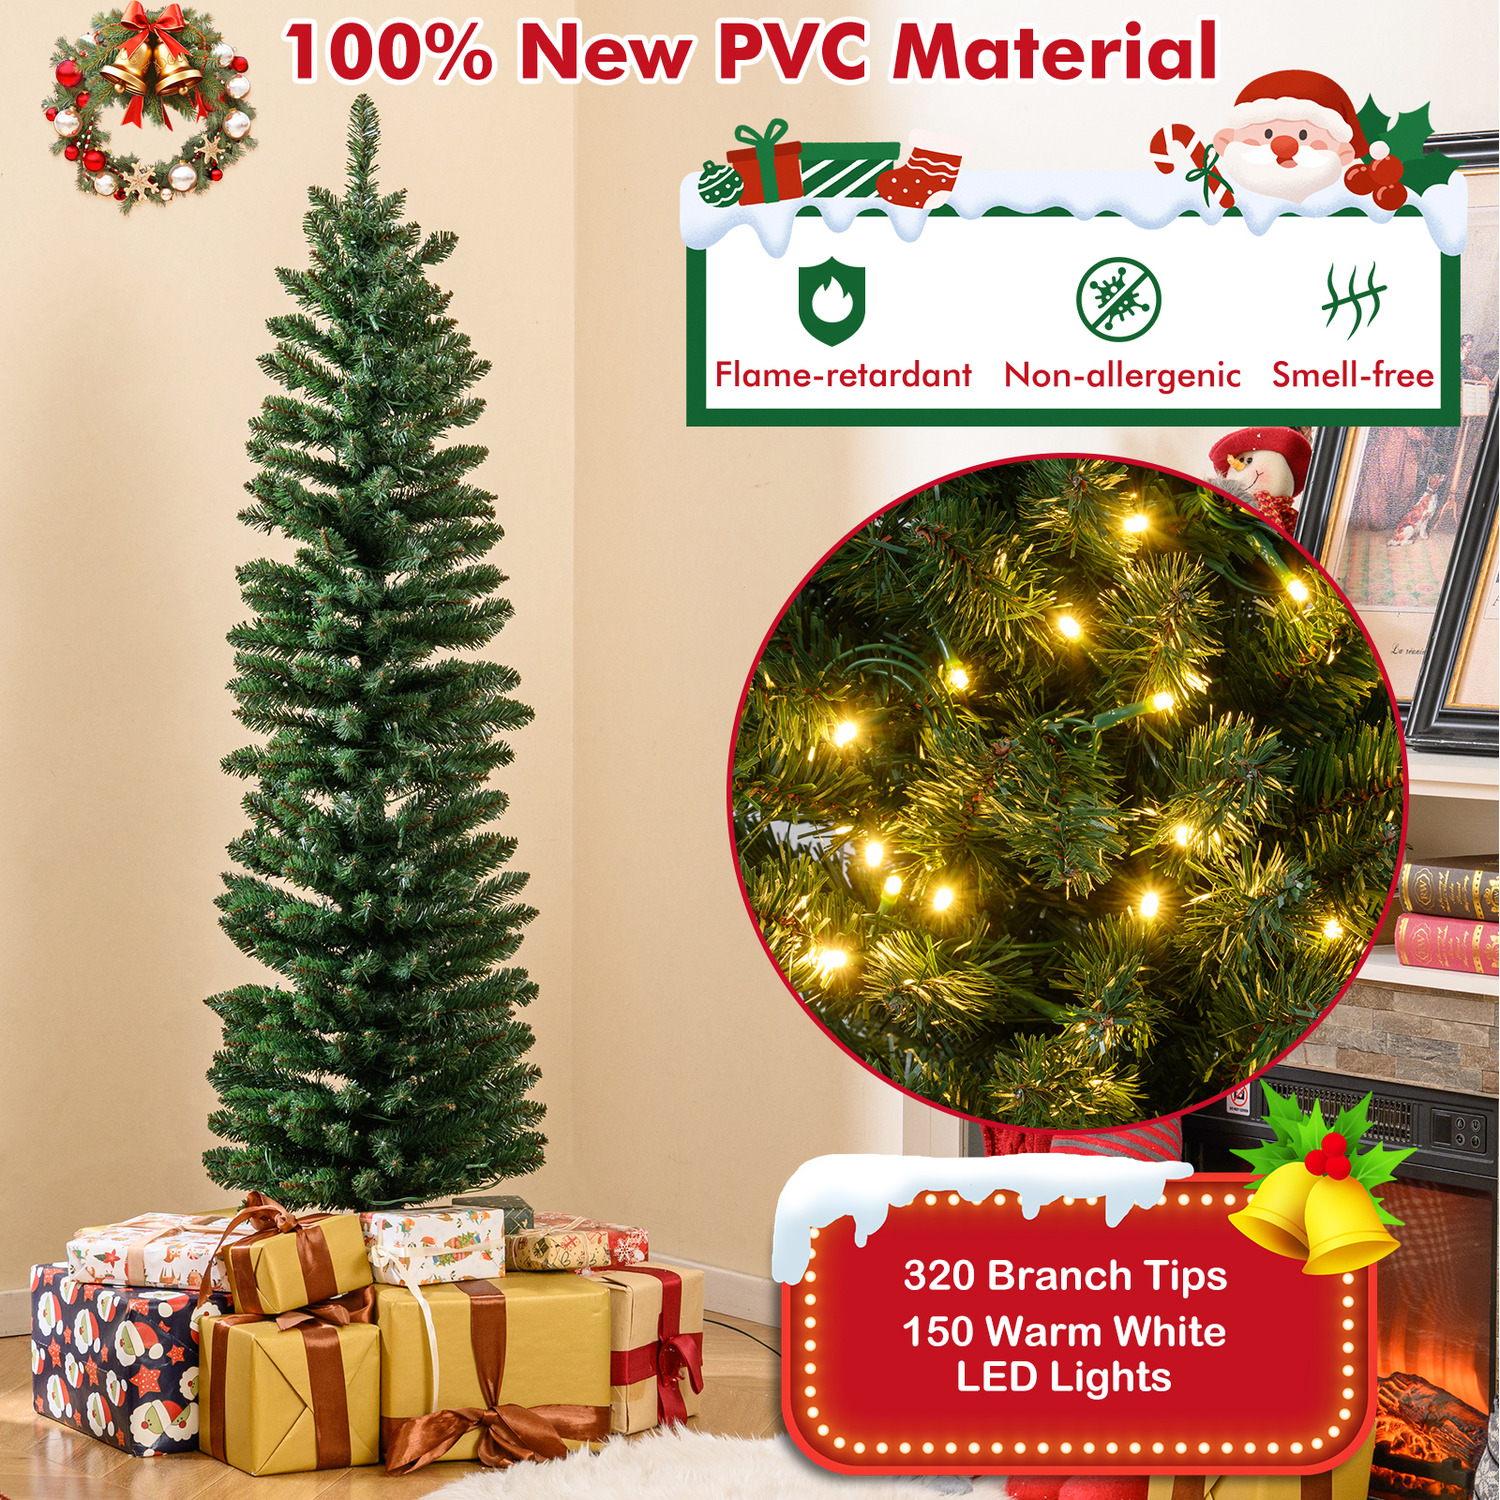 100% New PVC Material
Flame-retardant Non-allergenic Smell-free
320 Branch Tips
150 Warm White
LED Lights